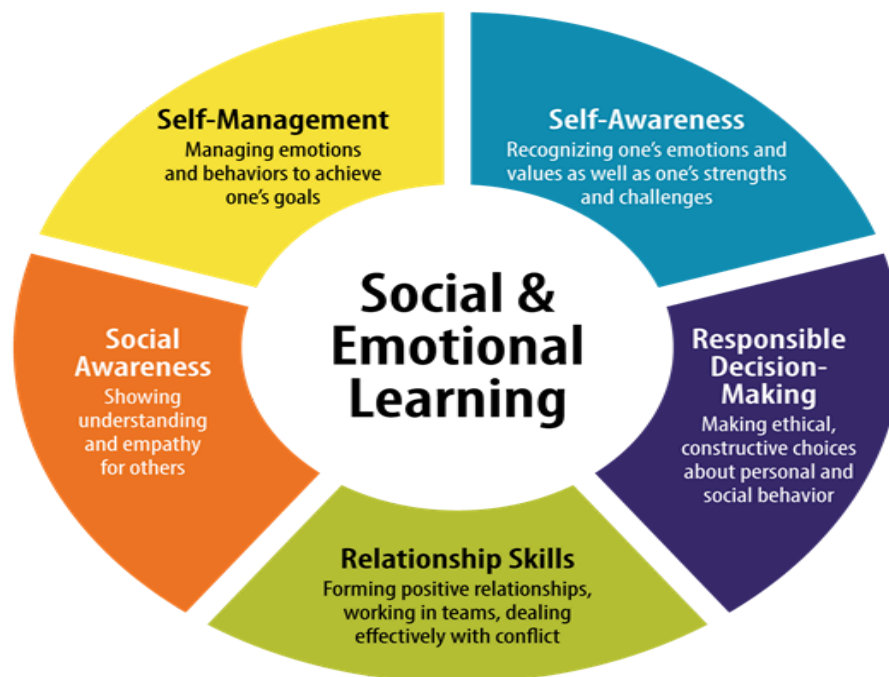 Self-Management
Managing emotions
and behaviors to achieve
one’s goals
Self-Awareness
Recognizing one’s emotions and
values as well as one’s strengths
and challenges
Social &
Emotional
Learning
Social
Awareness
Showing
understanding
and empathy
for others
Responsible
Decision-
Making
Making ethical,
constructive choices
about personal and
social behavior
Relationship Skills
Forming positive relationships,
working in teams, dealing
effectively with conflict